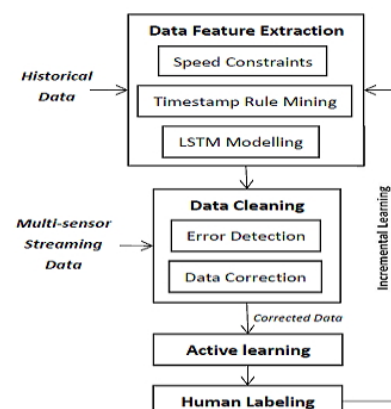 Data Feature Extraction
Speed Constraints
Historical
Data
Timestamp Rule Mining
LSTM Modelling
Data Cleaning
Multi-sensor
Streaming
Data
Error Detection
Data Correction
Incremental Learning
Corrected Data
Active learning
Human Labeling